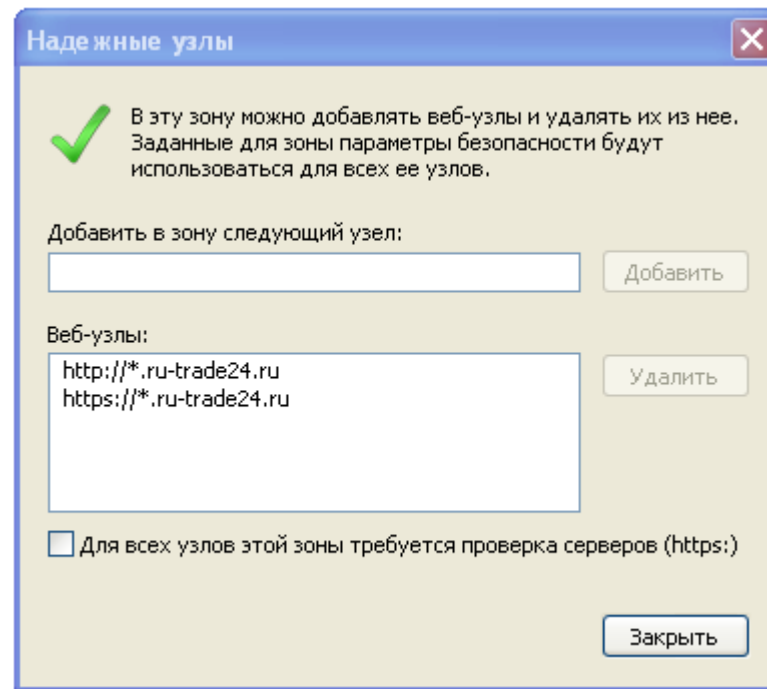 Надежные узлы
В эту зону можно добавлять веб-узлы и удалять их из нее.
Заданные для зоны параметры безопасности будут
использоваться для всех ее узлов.
Добавить в зону следующий узел:
Добавить
Веб-узлы:
http://*.ru-trade24.ru
https://*.ru-trade24.ru
Удалить
Для всех узлов этой зоны требуется проверка серверов (https:)
Закрыть